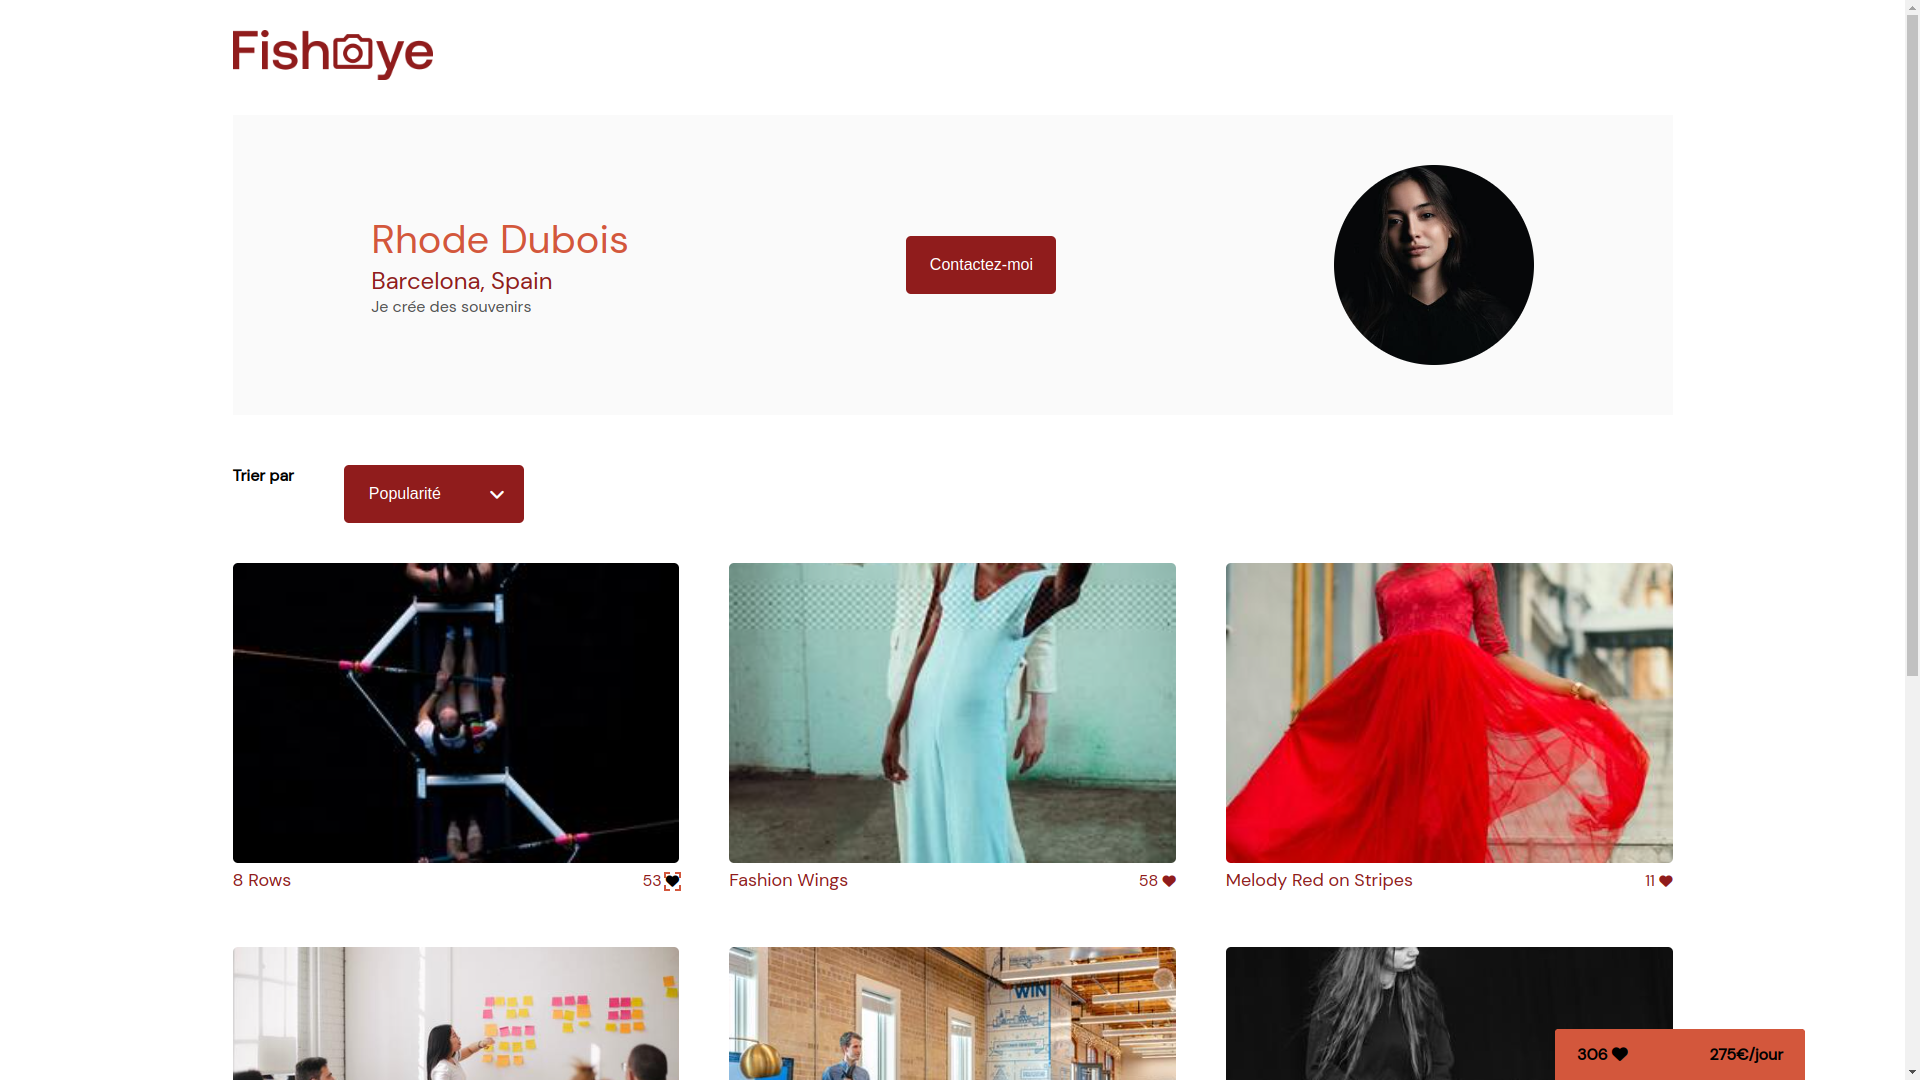 Fisheye
Rhode Dubois
Barcelona, Spain
Je crée des souvenirs
Contactez-moi
Trier par
Popularité
8 Rows
53
Fashion Wings
58
Melody Red on Stripes
11
WIN
306
275€/jour